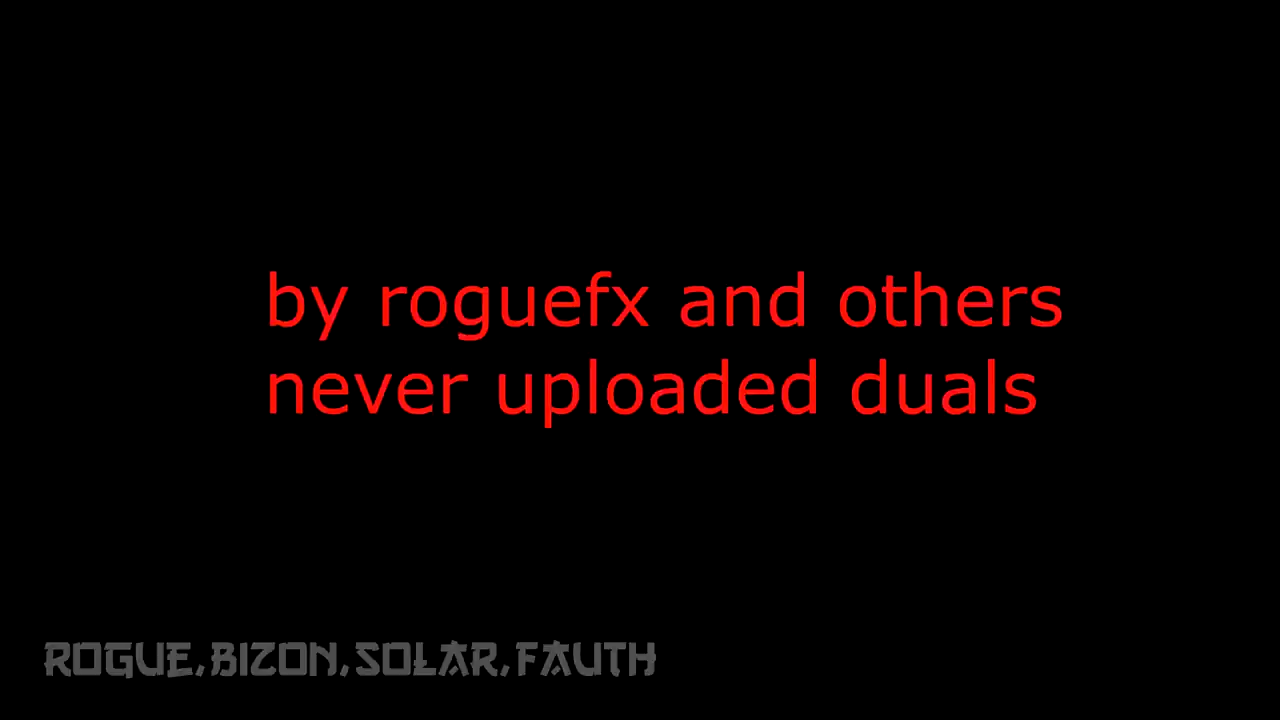 by roguefx and others
never uploaded duals
ROGUE,BIZON,SOLAR,FAUTH